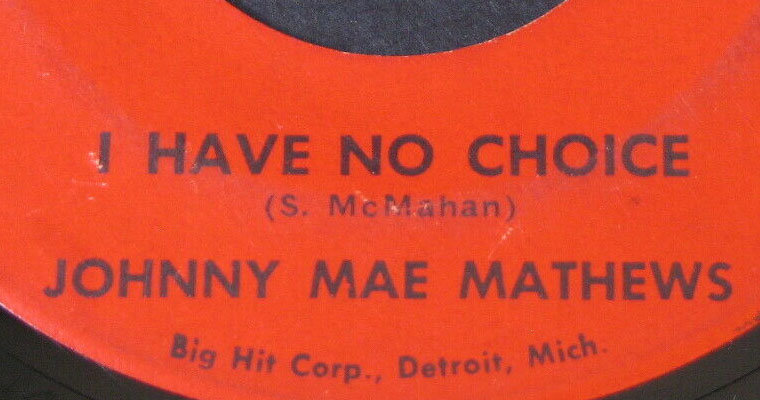 I HAVE NO CHOICE
(S. McMahan)
JOHNNY MAE MATHEWS
Big Hit Corp., Detroit, Mich.